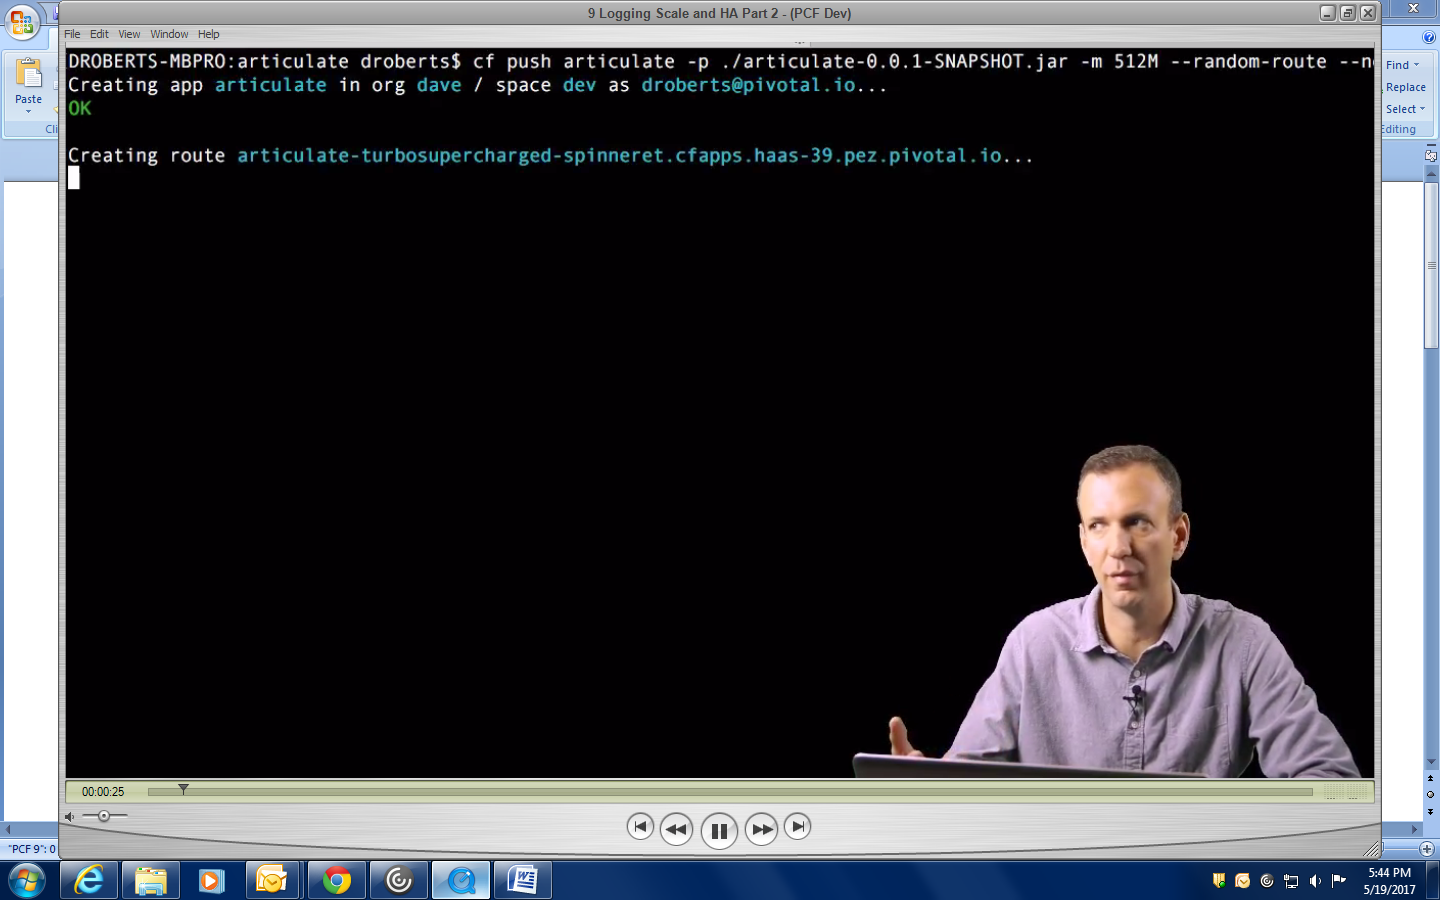 9 Logging Scale and HA Part 2 - (PCF Dev)
File Edit View Window Help
DROBERTS-MBPRO:articulate droberts$ cf push articulate -p ./articulate-0.0.1-SNAPSHOT.jar -m 512M --random-route
Creating app articulate in org dave / space dev as droberts@pivotal.io...
OK
Creating route articulate-turbosupercharged-spinneret.cfapps.haas-39.pez.pivotal.io...
Paste
Find
Replace
Select
Editing
00:00:25
"PCF 9": 0
5:44 PM
5/19/2017